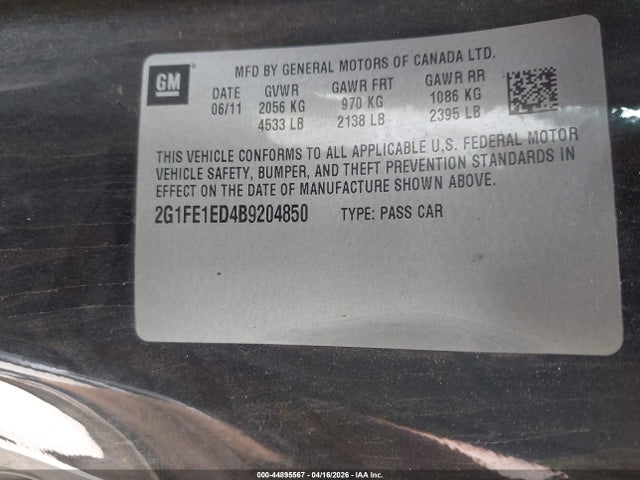 GM
MFD BY GENERAL MOTORS OF CANADA LTD.
DATE GVWR GAWR FRT GAWR RR
06/11 2056 KG 970 KG 1086 KG
4533 LB 2138 LB 2395 LB
THIS VEHICLE CONFORMS TO ALL APPLICABLE U.S. FEDERAL MOTOR
VEHICLE SAFETY, BUMPER, AND THEFT PREVENTION STANDARDS IN
EFFECT ON THE DATE OF MANUFACTURE SHOWN ABOVE.
2G1FE1ED4B9204850 TYPE: PASS CAR
000-44895567 - 04/16/2026 - IAA Inc.